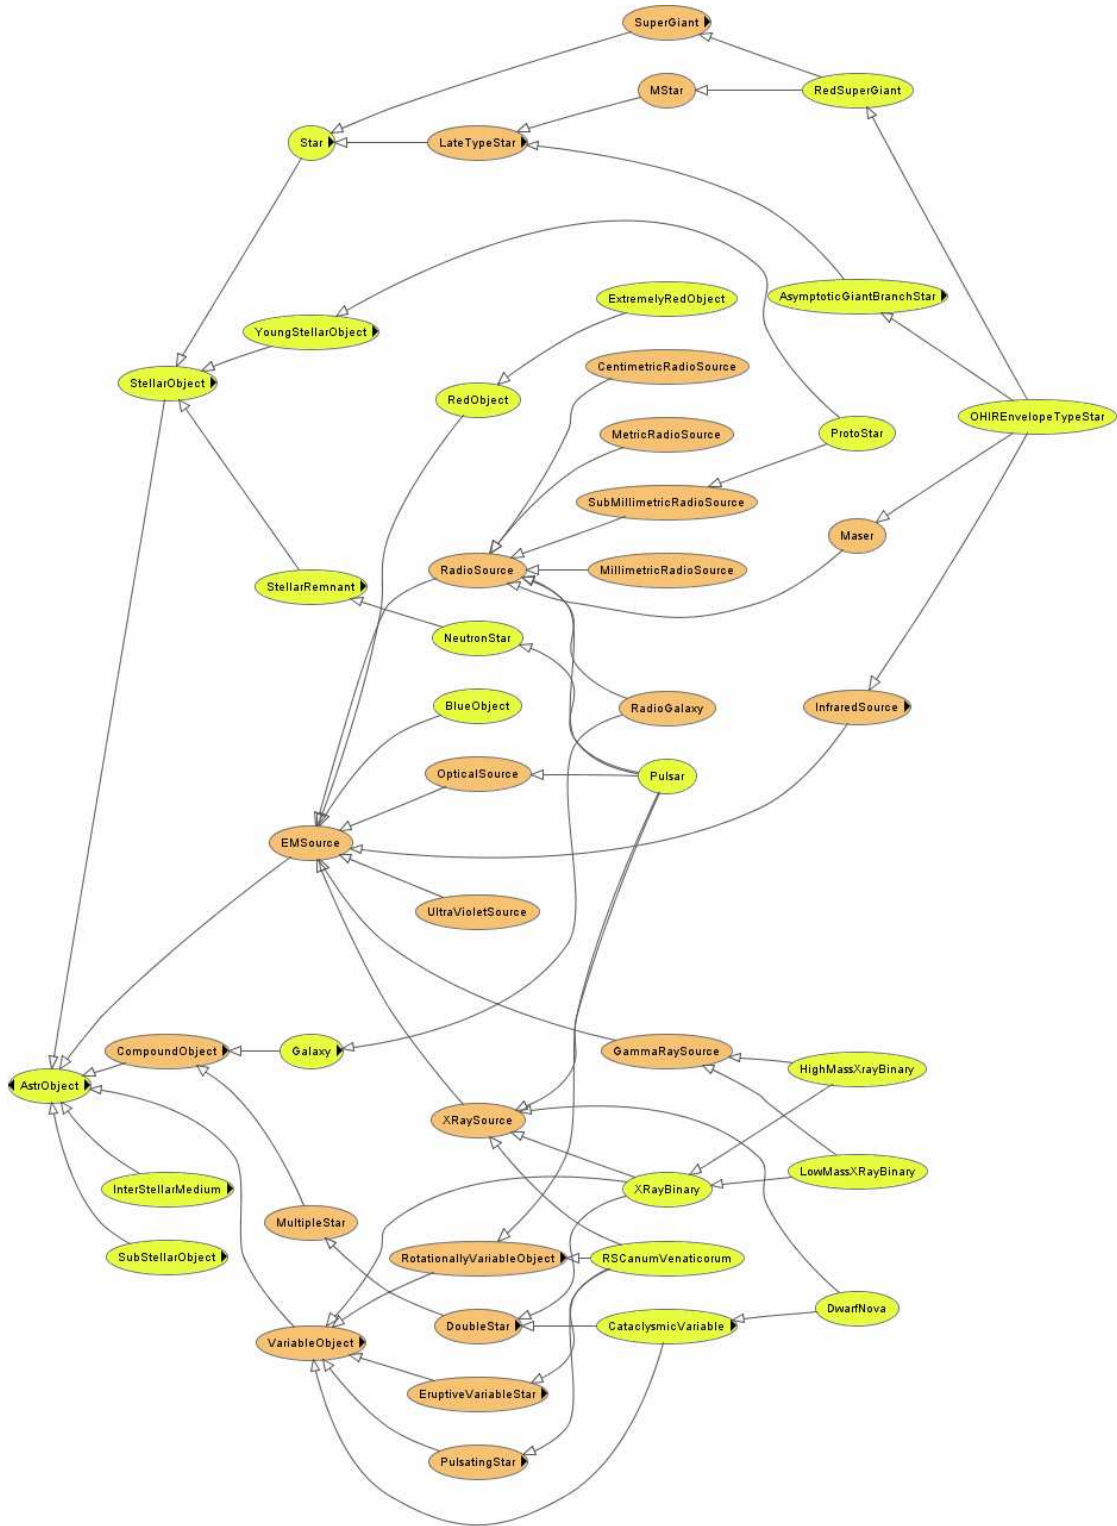 SuperGiant
MStar
RedSuperGiant
Star
LateTypeStar
ExtremelyRedObject
AsymptoticGiantBranchStar
YoungStellarObject
CentimetricRadioSource
StellarObject
RedObject
OHIREnvelopeTypeStar
MetricRadioSource
ProtoStar
SubMillimetricRadioSource
Maser
RadioSource
MillimetricRadioSource
StellarRemnant
NeutronStar
BlueObject
RadioGalaxy
InfraredSource
OpticalSource
Pulsar
EMSource
UltraVioletSource
CompoundObject
Galaxy
GammaRaySource
HighMassXrayBinary
AstrObject
XRaySource
LowMassXRayBinary
InterStellarMedium
XRayBinary
MultipleStar
SubStellarObject
RotationallyVariableObject
RSCanumVenaticorum
DwarfNova
DoubleStar
CataclysmicVariable
VariableObject
EruptiveVariableStar
PulsatingStar